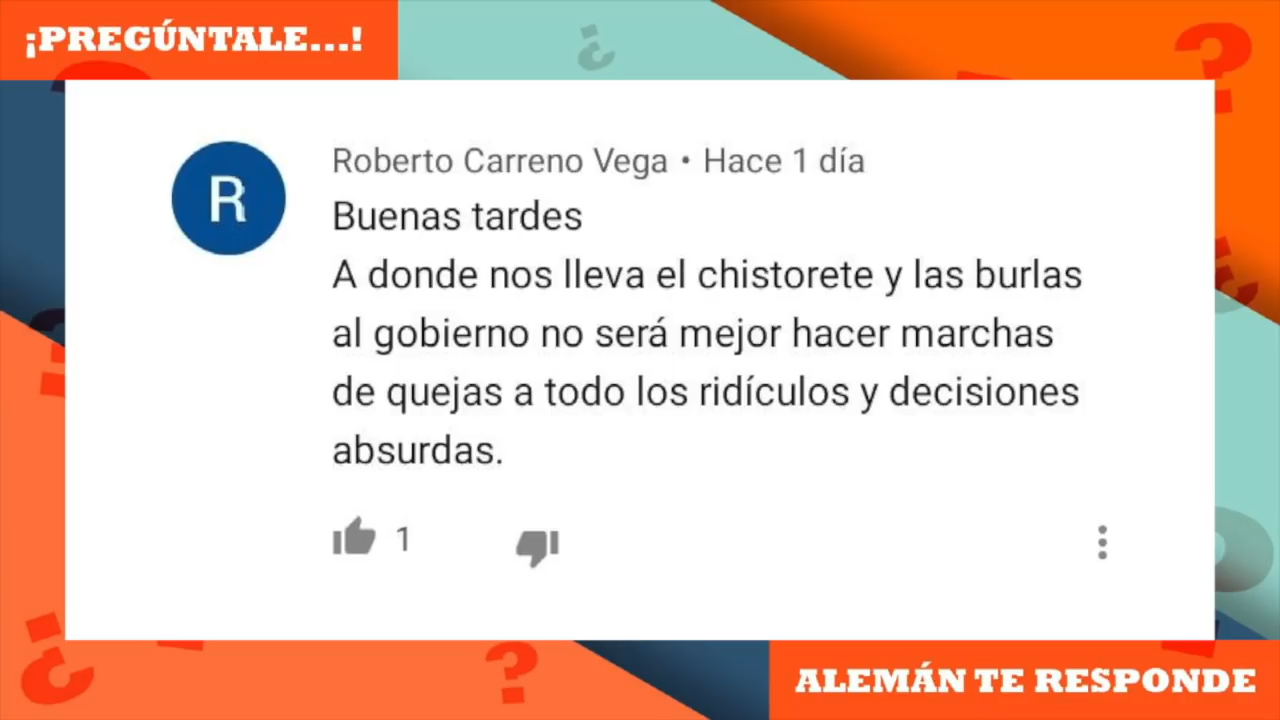 ¡PREGÚNTALE...!
R
Roberto Carreno Vega • Hace 1 día
Buenas tardes
A donde nos lleva el chistorete y las burlas
al gobierno no será mejor hacer marchas
de quejas a todo los ridículos y decisiones
absurdas.
1
ALEMÁN TE RESPONDE